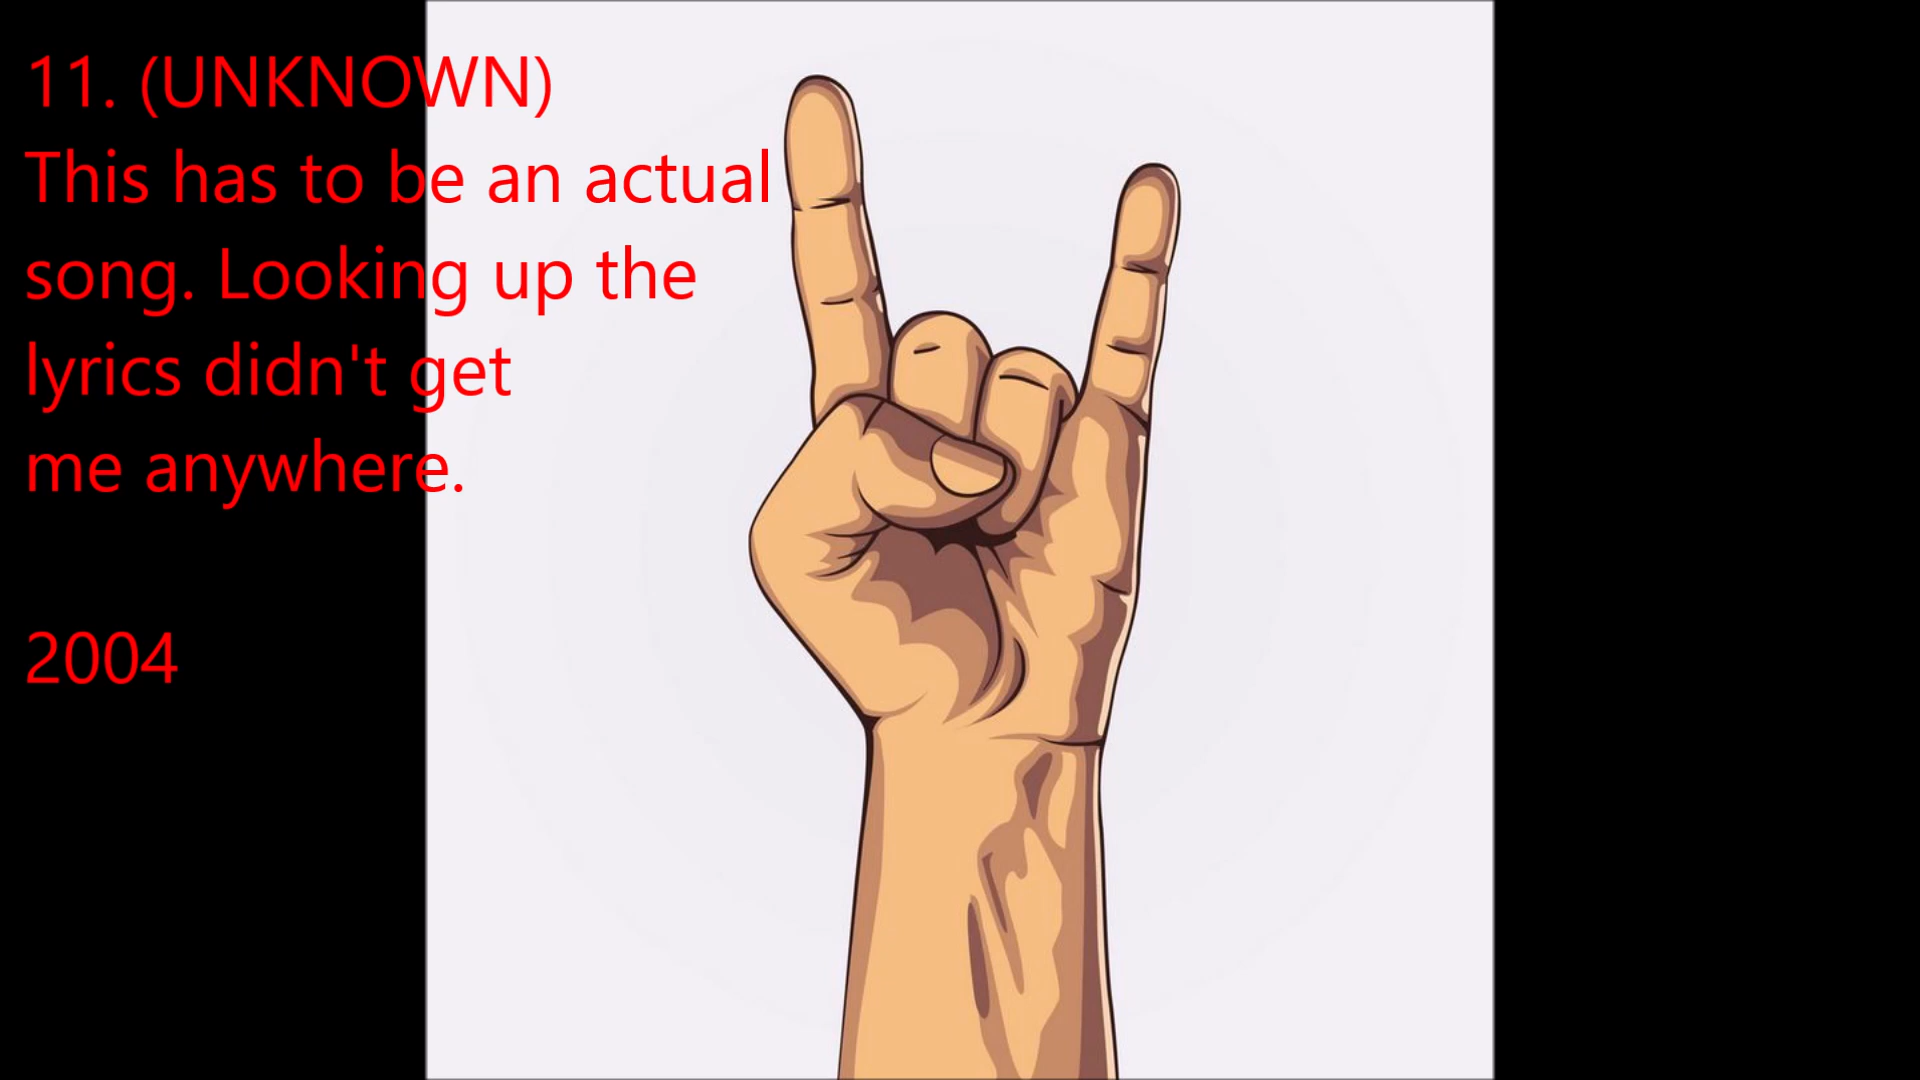 11. (UNKNOWN)
This has to be an actual
song. Looking up the
lyrics didn't get
me anywhere.
2004